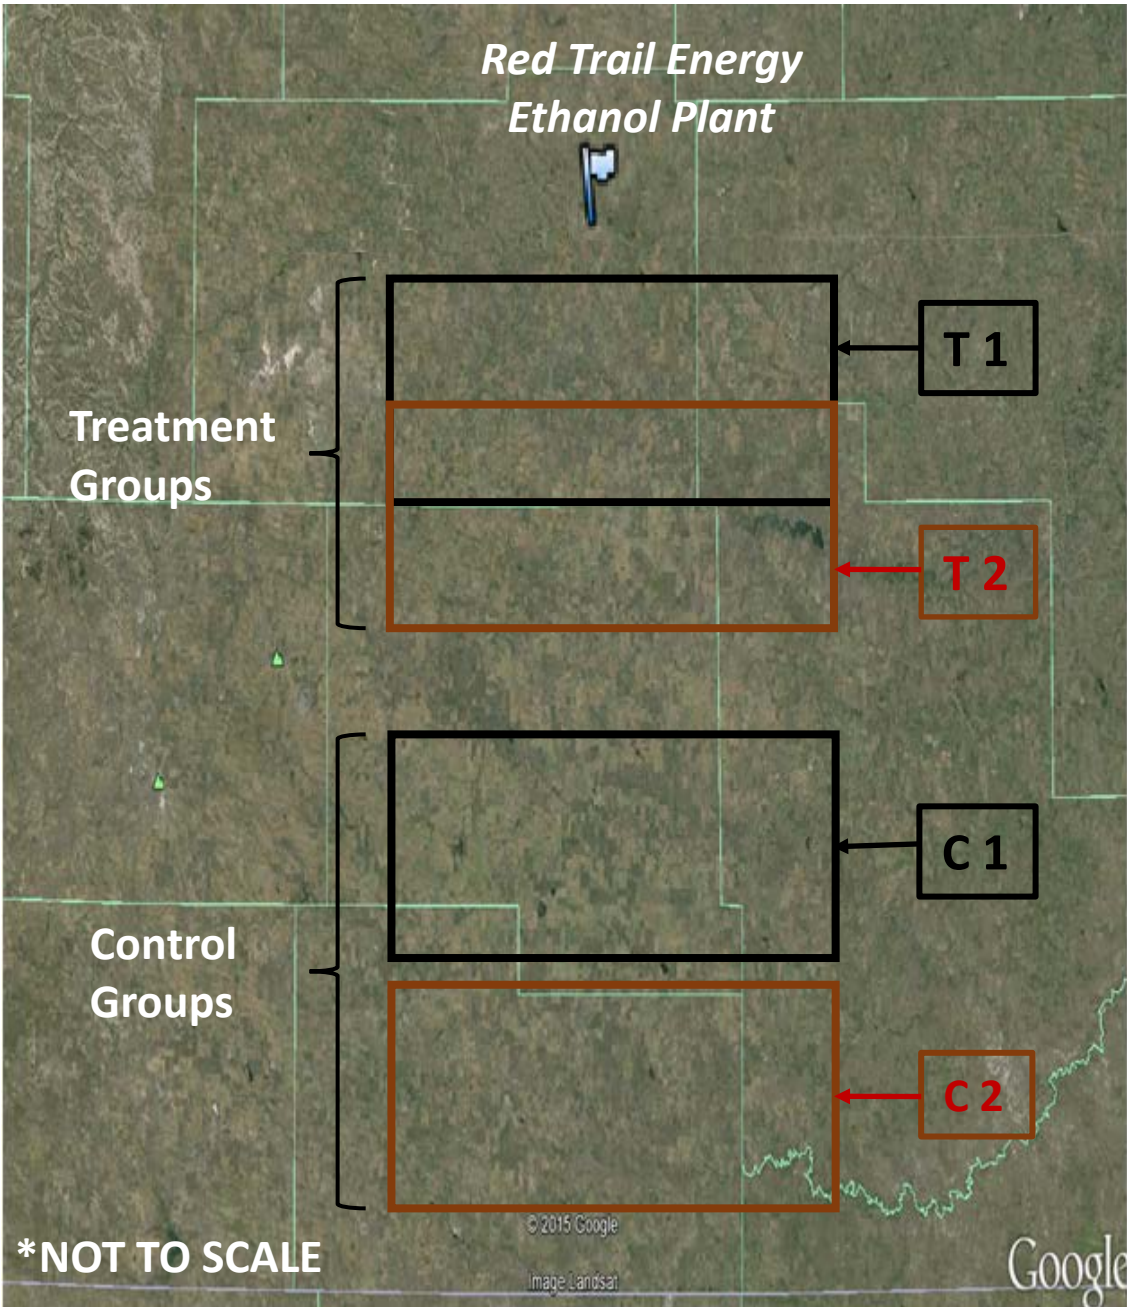 Red Trail Energy
Ethanol Plant
T 1
Treatment
Groups
T 2
C 1
Control
Groups
C 2
© 2015 Google
*NOT TO SCALE
Image Landsat
Google